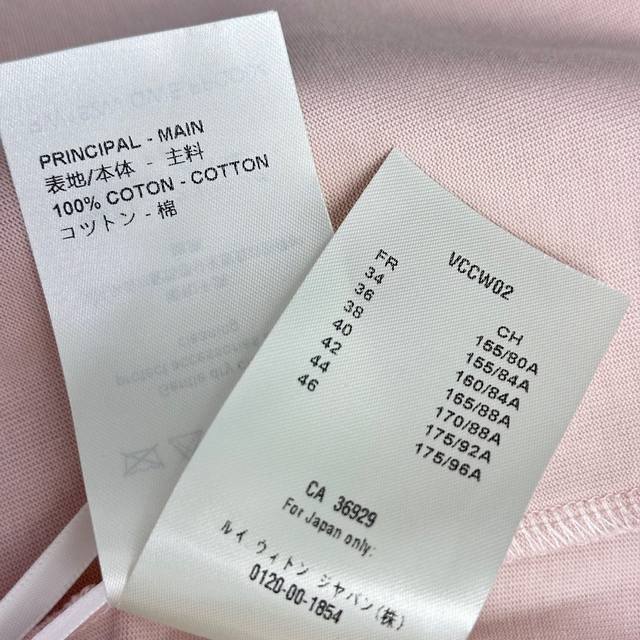 PRINCIPAL - MAIN
表地/本体 - 主料
100% COTON - COTTON
コットン - 棉
VCCW02
FR CH
34 155/80A
36 155/84A
38 160/84A
40 165/88A
42 170/88A
44 175/92A
46 175/96A
CA 36929
For Japan only:
ルイ ヴィトン ジャパン(株)
0120-00-1854